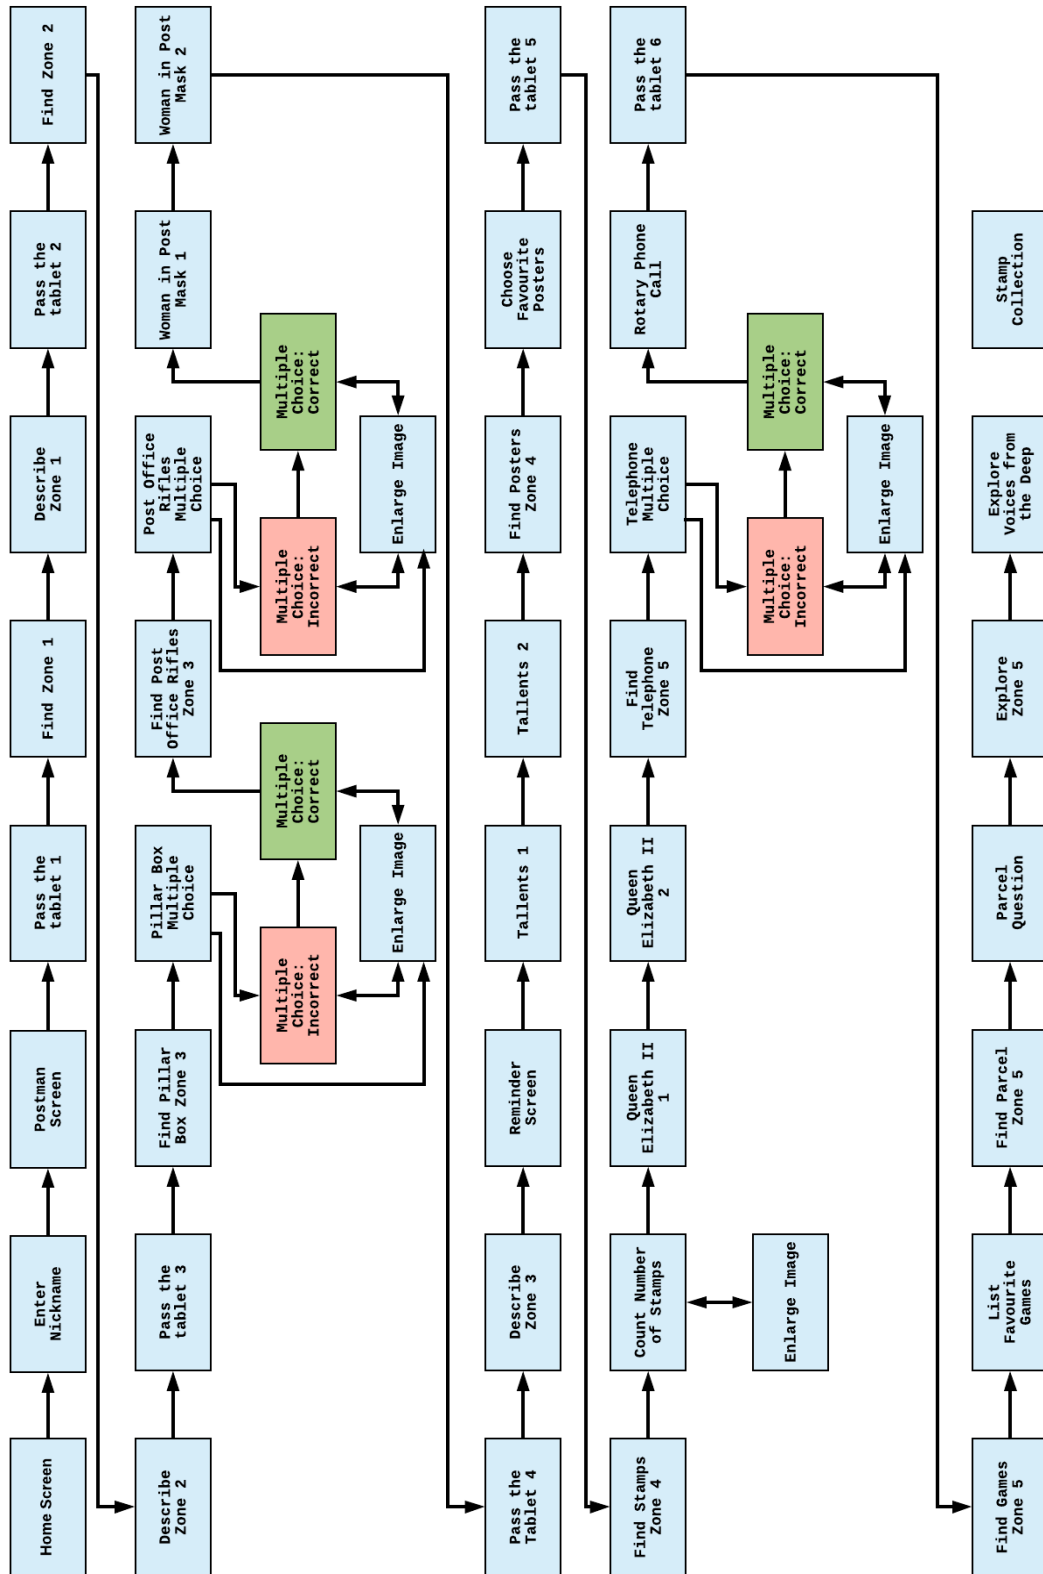 Home Screen
Enter
Nickname
Postman
Screen
Pass the
tablet 1
Find Zone 1
Describe
Zone 1
Pass the
tablet 2
Find Zone 2
Describe
Zone 2
Pass the
tablet 3
Find Pillar
Box Zone 3
Pillar Box
Multiple
Choice
Find Post
Office Rifles
Zone 3
Post Office
Rifles
Multiple
Choice
Woman in Post
Mask 1
Woman in Post
Mask 2
Multiple
Choice:
Incorrect
Multiple
Choice:
Correct
Multiple
Choice:
Incorrect
Multiple
Choice:
Correct
Enlarge Image
Enlarge Image
Pass the
Tablet 4
Describe
Zone 3
Reminder
Screen
Tallents 1
Tallents 2
Find Posters
Zone 4
Choose
Favourite
Posters
Pass the
tablet 5
Find Stamps
Zone 4
Count Number
of Stamps
Queen
Elizabeth II
1
Queen
Elizabeth II
2
Find
Telephone
Zone 5
Telephone
Multiple
Choice
Rotary Phone
Call
Pass the
tablet 6
Enlarge Image
Multiple
Choice:
Incorrect
Multiple
Choice:
Correct
Enlarge Image
Find Games
Zone 5
List
Favourite
Games
Find Parcel
Zone 5
Parcel
Question
Explore
Zone 5
Explore
Voices from
the Deep
Stamp
Collection